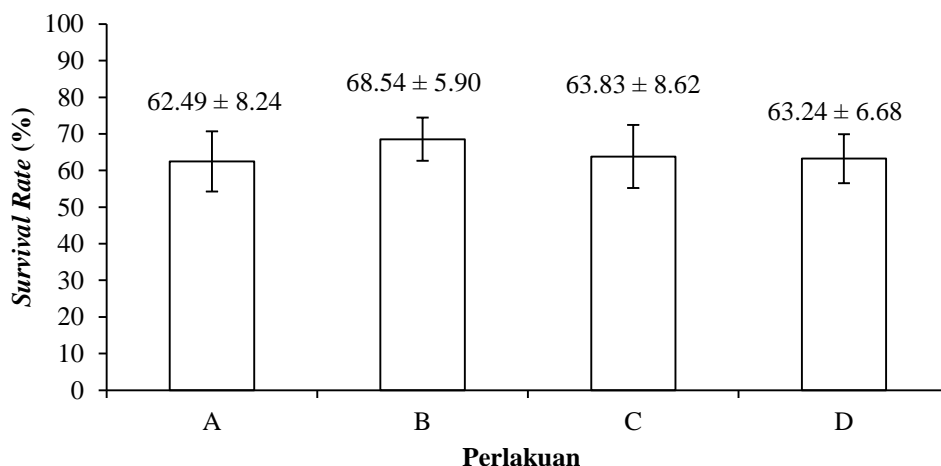 Survival Rate (%)
100
90
80
70
60
50
40
30
20
10
0
62.49 ± 8.24
68.54 ± 5.90
63.83 ± 8.62
63.24 ± 6.68
A
B
C
D
Perlakuan